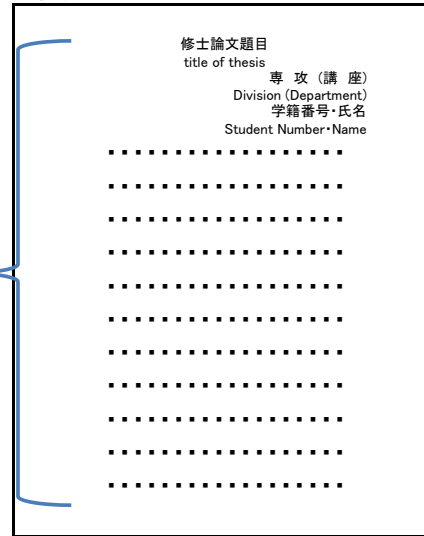 修士論文題目
title of thesis
専 攻 (講 座)
Division (Department)
学籍番号・氏名
Student Number・Name